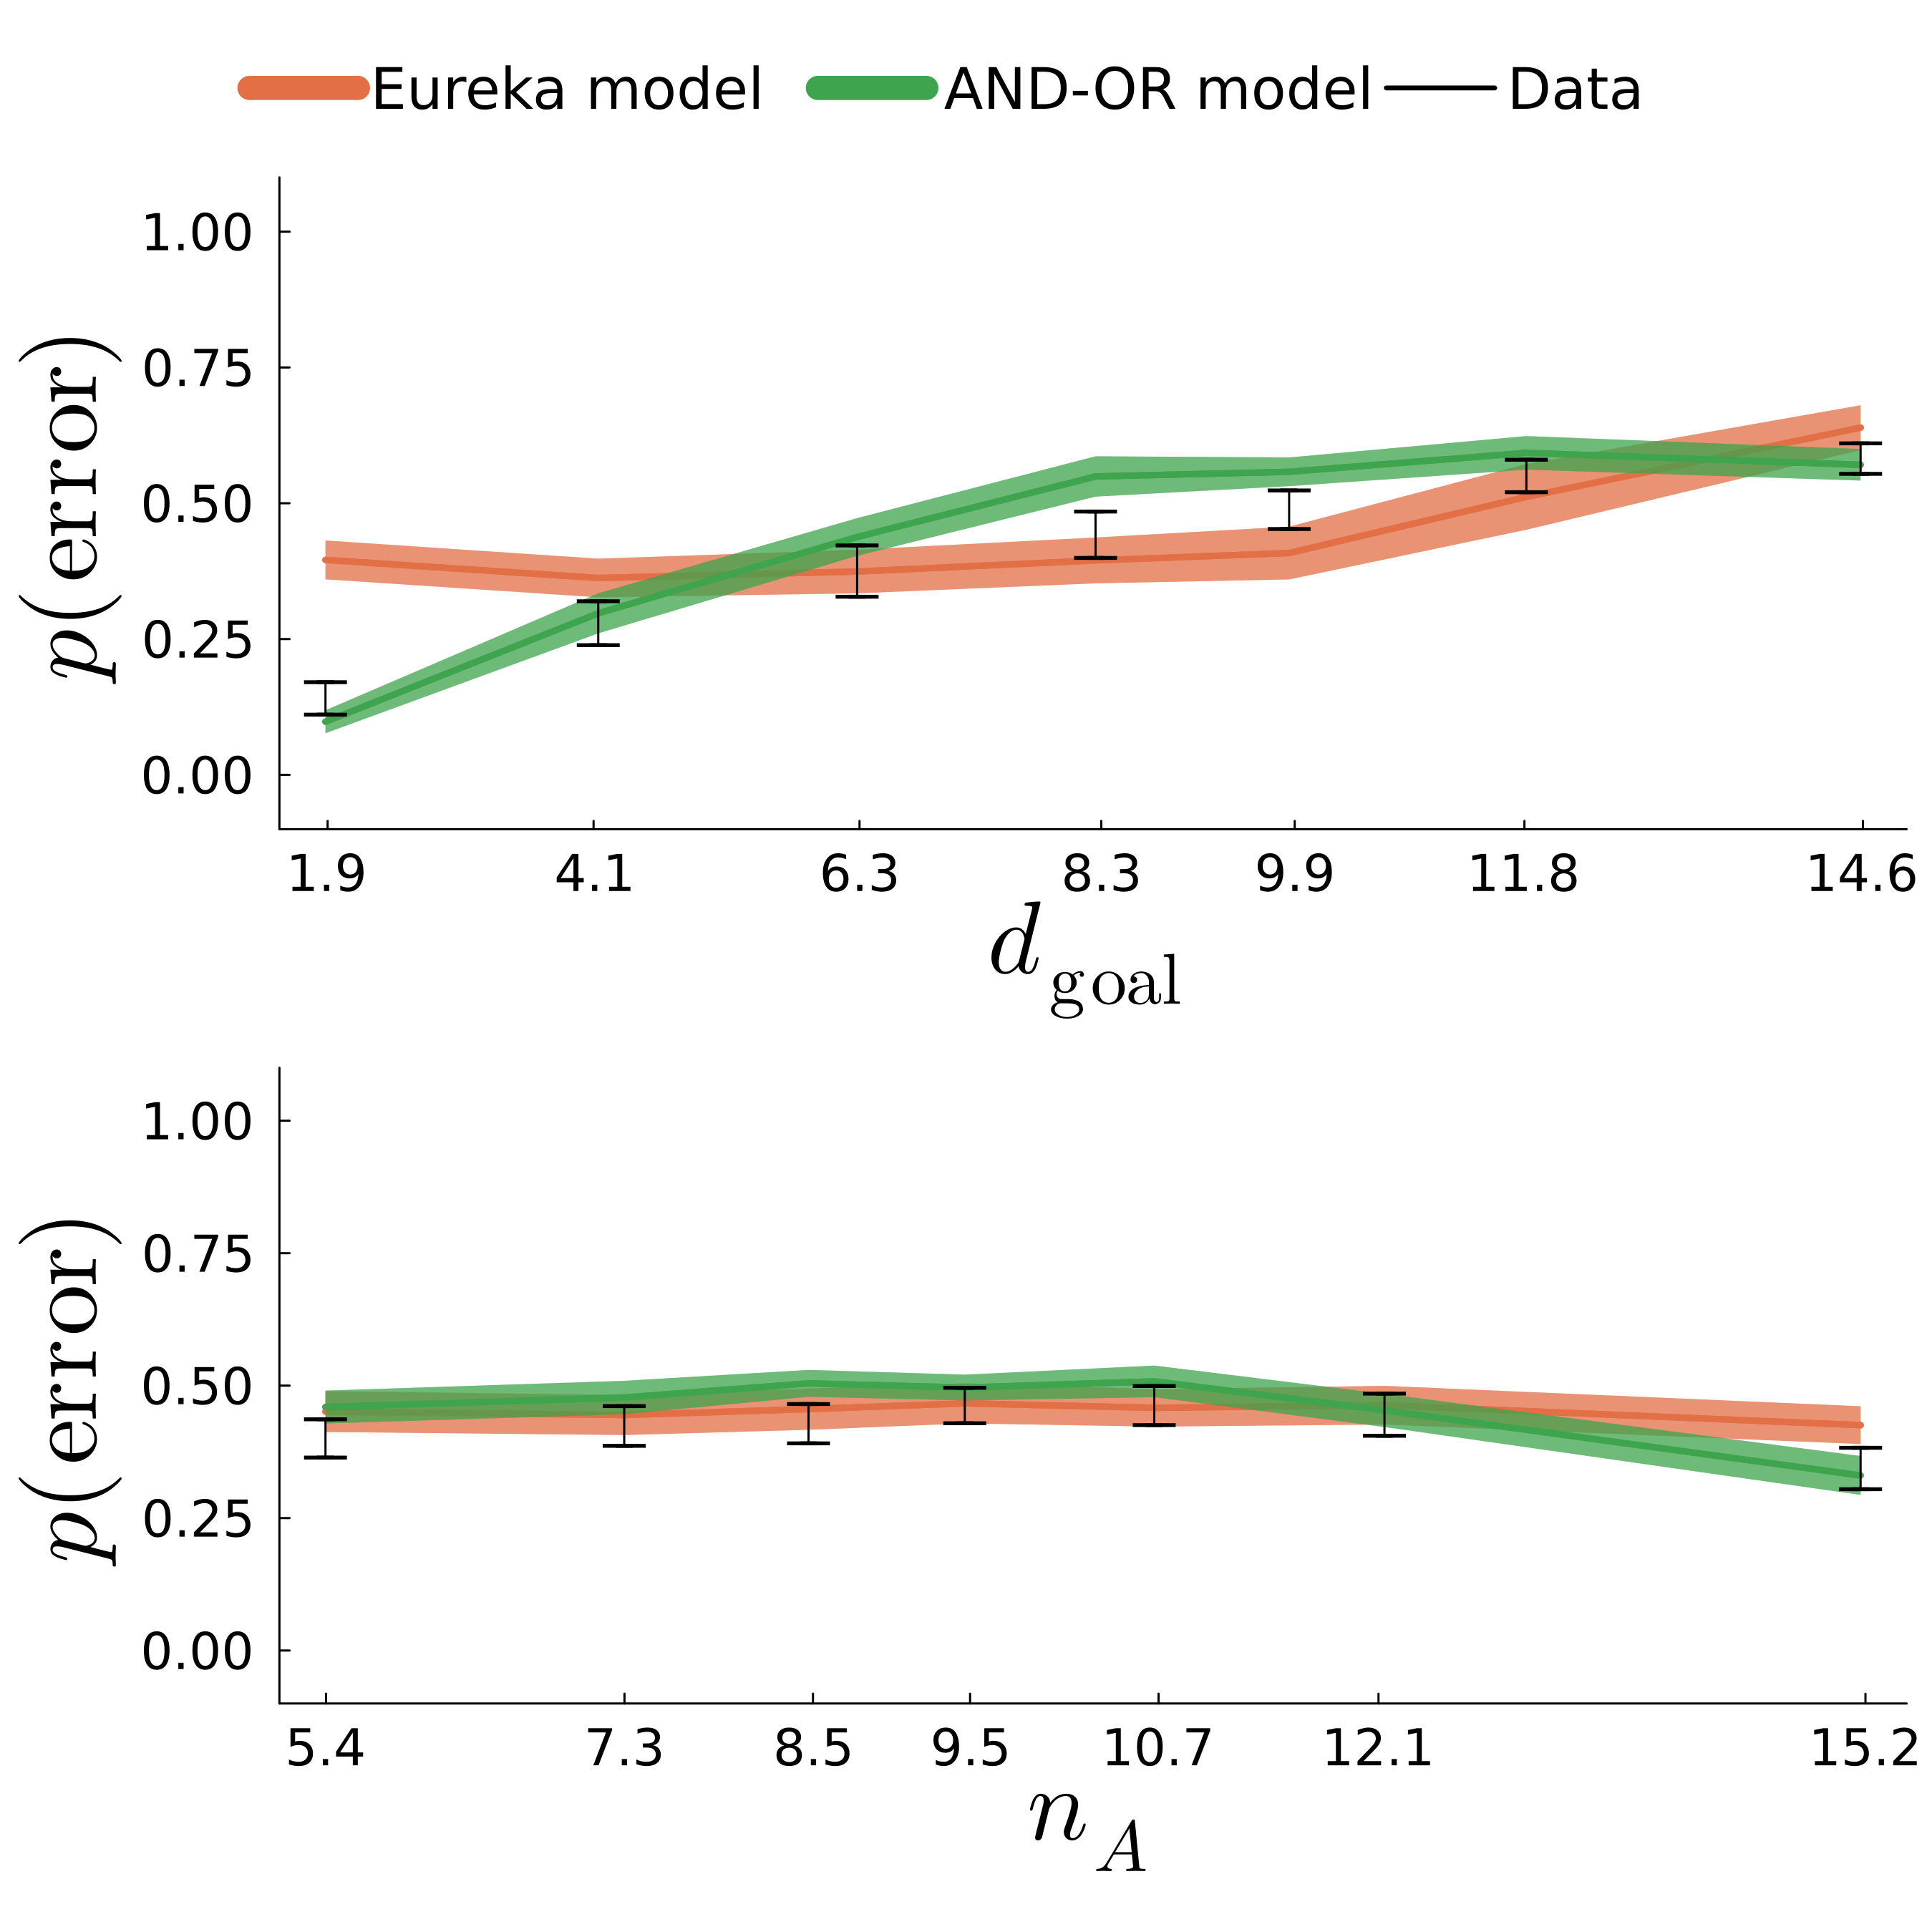 Eureka model AND-OR model Data
p(error)
1.00
0.75
0.50
0.25
0.00
1.9 4.1 6.3 8.3 9.9 11.8 14.6
d_goal
p(error)
1.00
0.75
0.50
0.25
0.00
5.4 7.3 8.5 9.5 10.7 12.1 15.2
n_A